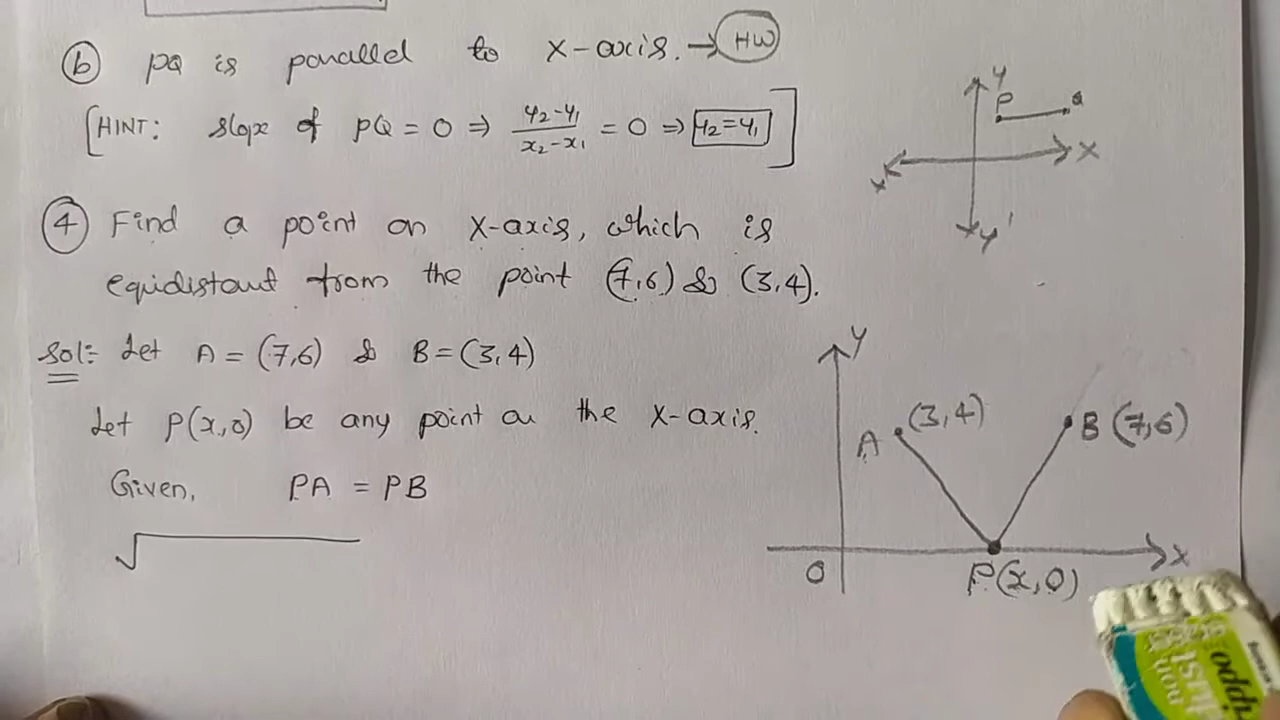 b PQ is parallel to X-axis. → HW
[HINT: slope of PQ = 0 ⇒ y2-y1/x2-x1 = 0 ⇒ y2=y1]
Y
P Q
X
Y'
4 Find a point on X-axis, which is
equidistant from the point (7,6) & (3,4).
Sol: Let A = (7,6) & B = (3,4)
Let P(x,0) be any point on the X-axis.
Given, PA = PB
√
Y
A (3,4)
B (7,6)
O
P(x,0)
X